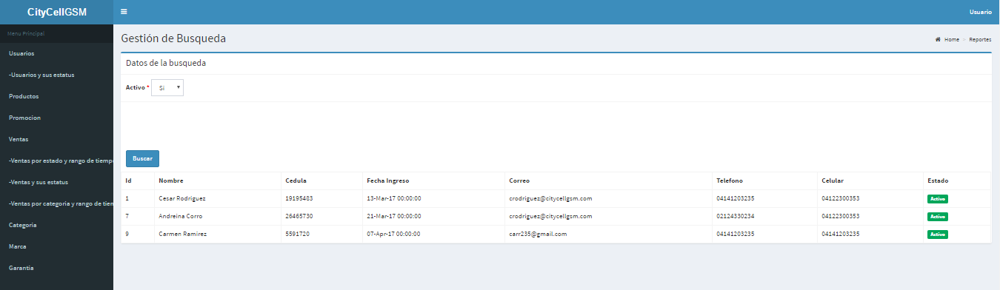 CityCellGSM
Usuario
Menu Principal
Usuarios
-Usuarios y sus estatus
Productos
Promocion
Ventas
-Ventas por estado y rango de tiempo
-Ventas y sus estatus
-Ventas por categoria y rango de tien
Categoria
Marca
Garantia
Gestión de Busqueda
Home > Reportes
Datos de la busqueda
Activo * Si
Buscar
Id Nombre Cedula Fecha Ingreso Correo Telefono Celular Estado
1 Cesar Rodriguez 19195483 13-Mar-17 00:00:00 crodriguez@citycellgsm.com 04141203235 04122300353 Activo
7 Andreina Corro 26465730 21-Mar-17 00:00:00 crodriguez@citycellgsm.com 02124330234 04122300353 Activo
9 Carmen Ramirez 5591720 07-Apr-17 00:00:00 carr235@gmail.com 04141203235 04141203235 Activo